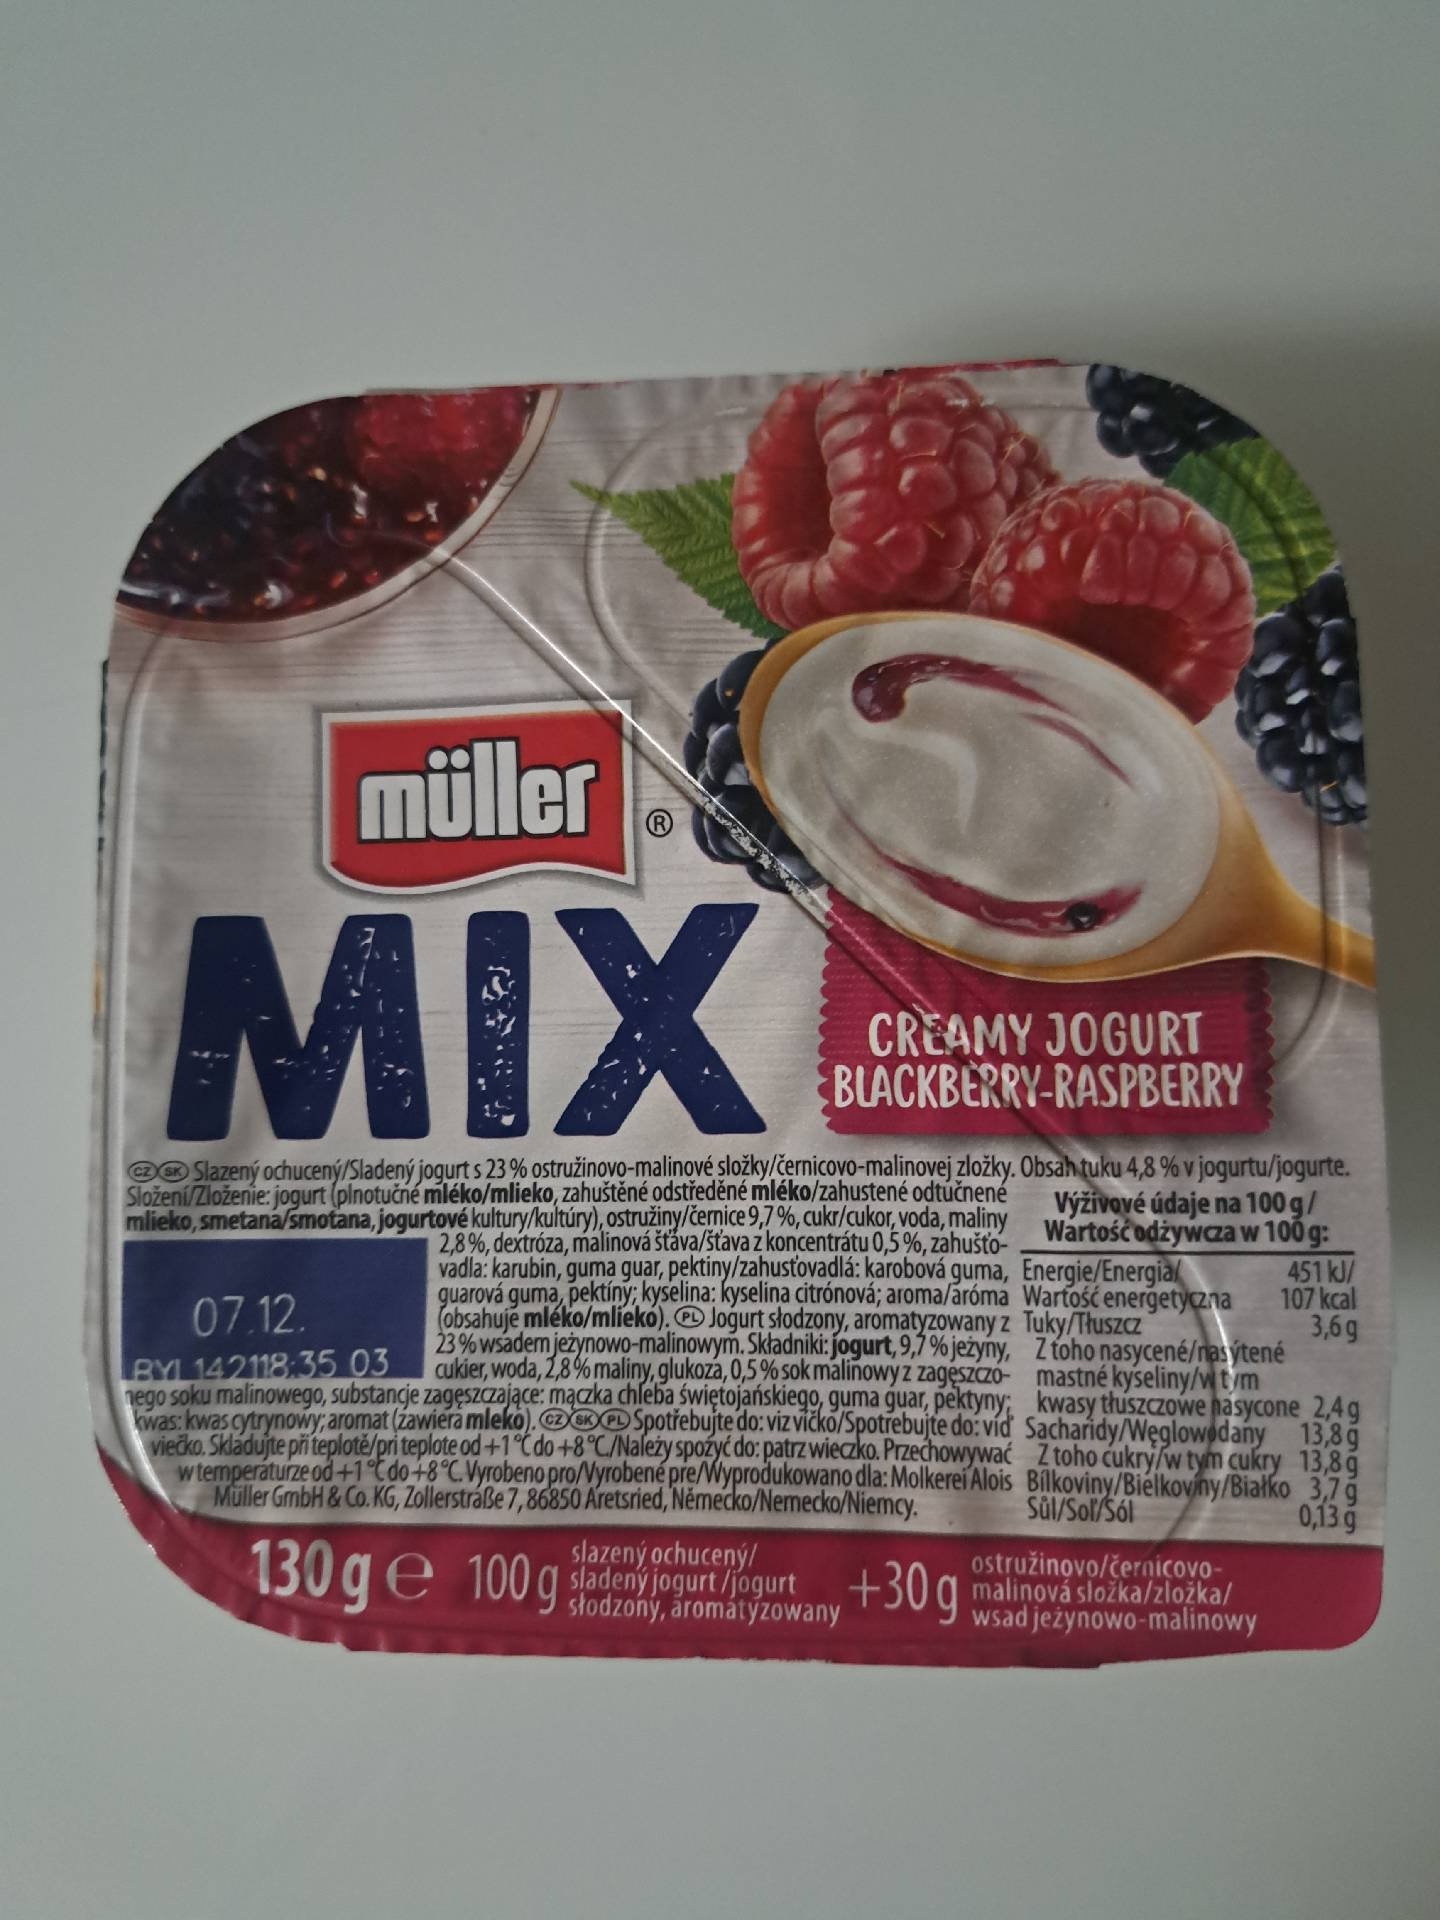 müller
®
MIX
CREAMY JOGURT
BLACKBERRY-RASPBERRY
CZ SK Slazený ochucený/Sladený jogurt s 23 % ostružinovo-malinové složky/černicovo-malinovej zložky. Obsah tuku 4,8 % v jogurtu/jogurte.
Složení/Zloženie: jogurt (plnotučné mléko/mlieko, zahuštěné odstředěné mléko/zahustené odtučnené
mlieko, smetana/smotana, jogurtové kultury/kultúry), ostružiny/černice 9,7 %, cukr/cukor, voda, maliny
2,8 %, dextróza, malinová šťáva/šťava z koncentrátu 0,5 %, zahušťo-
vadla: karubin, guma guar, pektiny/zahusťovadlá: karobová guma,
guarová guma, pektíny; kyselina: kyselina citrónová; aroma/aróma
(obsahuje mléko/mlieko). PL Jogurt słodzony, aromatyzowany z
23 % wsadem jeżynowo-malinowym. Składniki: jogurt, 9,7 % jeżyny,
cukier, woda, 2,8 % maliny, glukoza, 0,5 % sok malinowy z zagęszczo-
nego soku malinowego, substancje zagęszczające: mączka chleba świętojańskiego, guma guar, pektyny;
kwas: kwas cytrynowy; aromat (zawiera mleko). CZ SK PL Spotřebujte do: viz víčko/Spotrebujte do: viď
viečko. Skladujte při teplotě/pri teplote od +1 °C do +8 °C./Należy spożyć do: patrz wieczko. Przechowywać
w temperaturze od +1 °C do +8 °C. Vyrobeno pro/Vyrobené pre/Wyprodukowano dla: Molkerei Alois
Müller GmbH & Co. KG, Zollerstraße 7, 86850 Aretsried, Německo/Nemecko/Niemcy.
07.12.
BYL 142118:35 03
Výživové údaje na 100 g/
Wartość odżywcza w 100 g:
Energie/Energia/ 451 kJ/
Wartość energetyczna 107 kcal
Tuky/Tłuszcz 3,6 g
Z toho nasycené/nasýtené
mastné kyseliny/w tym
kwasy tłuszczowe nasycone 2,4 g
Sacharidy/Węglowodany 13,8 g
Z toho cukry/w tym cukry 13,8 g
Bílkoviny/Bielkoviny/Białko 3,7 g
Sůl/Soľ/Sól 0,13 g
130 g e 100 g slazený ochucený/
sladený jogurt/jogurt
słodzony, aromatyzowany
+30 g ostružinovo/černicovo-
malinová složka/zložka/
wsad jeżynowo-malinowy